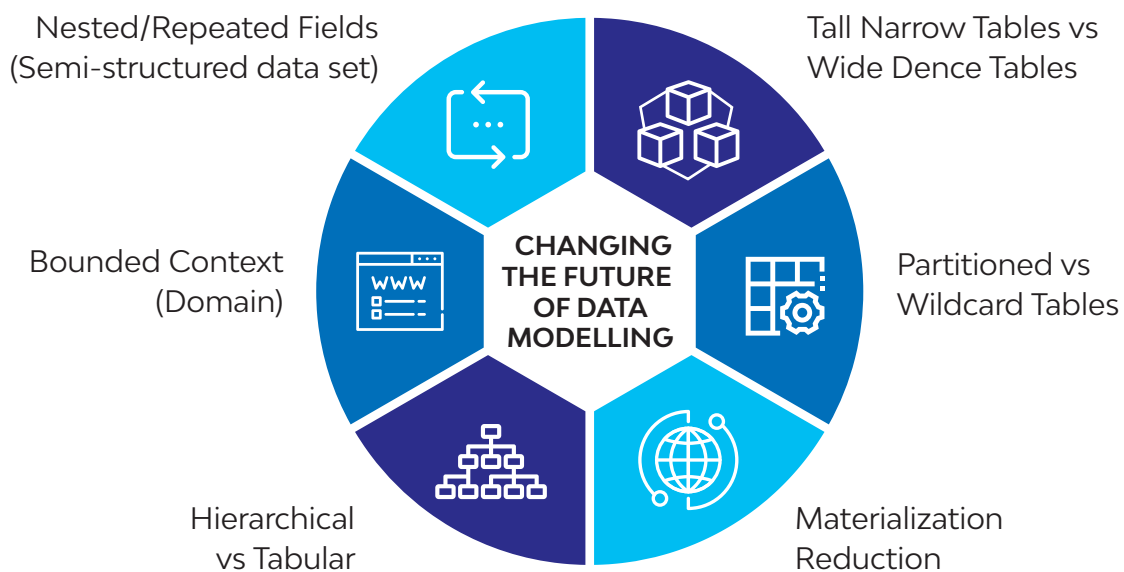 Nested/Repeated Fields
(Semi-structured data set)
Tall Narrow Tables vs
Wide Dence Tables
Bounded Context
(Domain)
WWW
CHANGING
THE FUTURE
OF DATA
MODELLING
Partitioned vs
Wildcard Tables
Hierarchical
vs Tabular
Materialization
Reduction